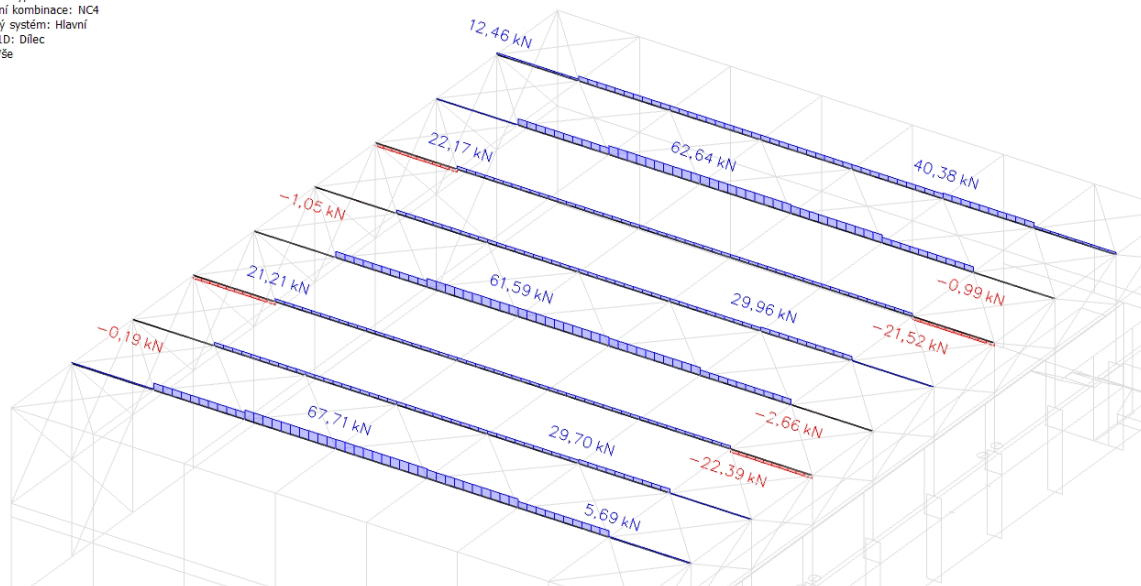 ní kombinace: NC4
ý systém: Hlavní
1D: Dílec
še
12,46 kN
22,17 kN
62,64 kN
40,38 kN
-1,05 kN
-0,99 kN
21,21 kN
61,59 kN
29,96 kN
-21,52 kN
-0,19 kN
-2,66 kN
67,71 kN
29,70 kN
-22,39 kN
5,69 kN